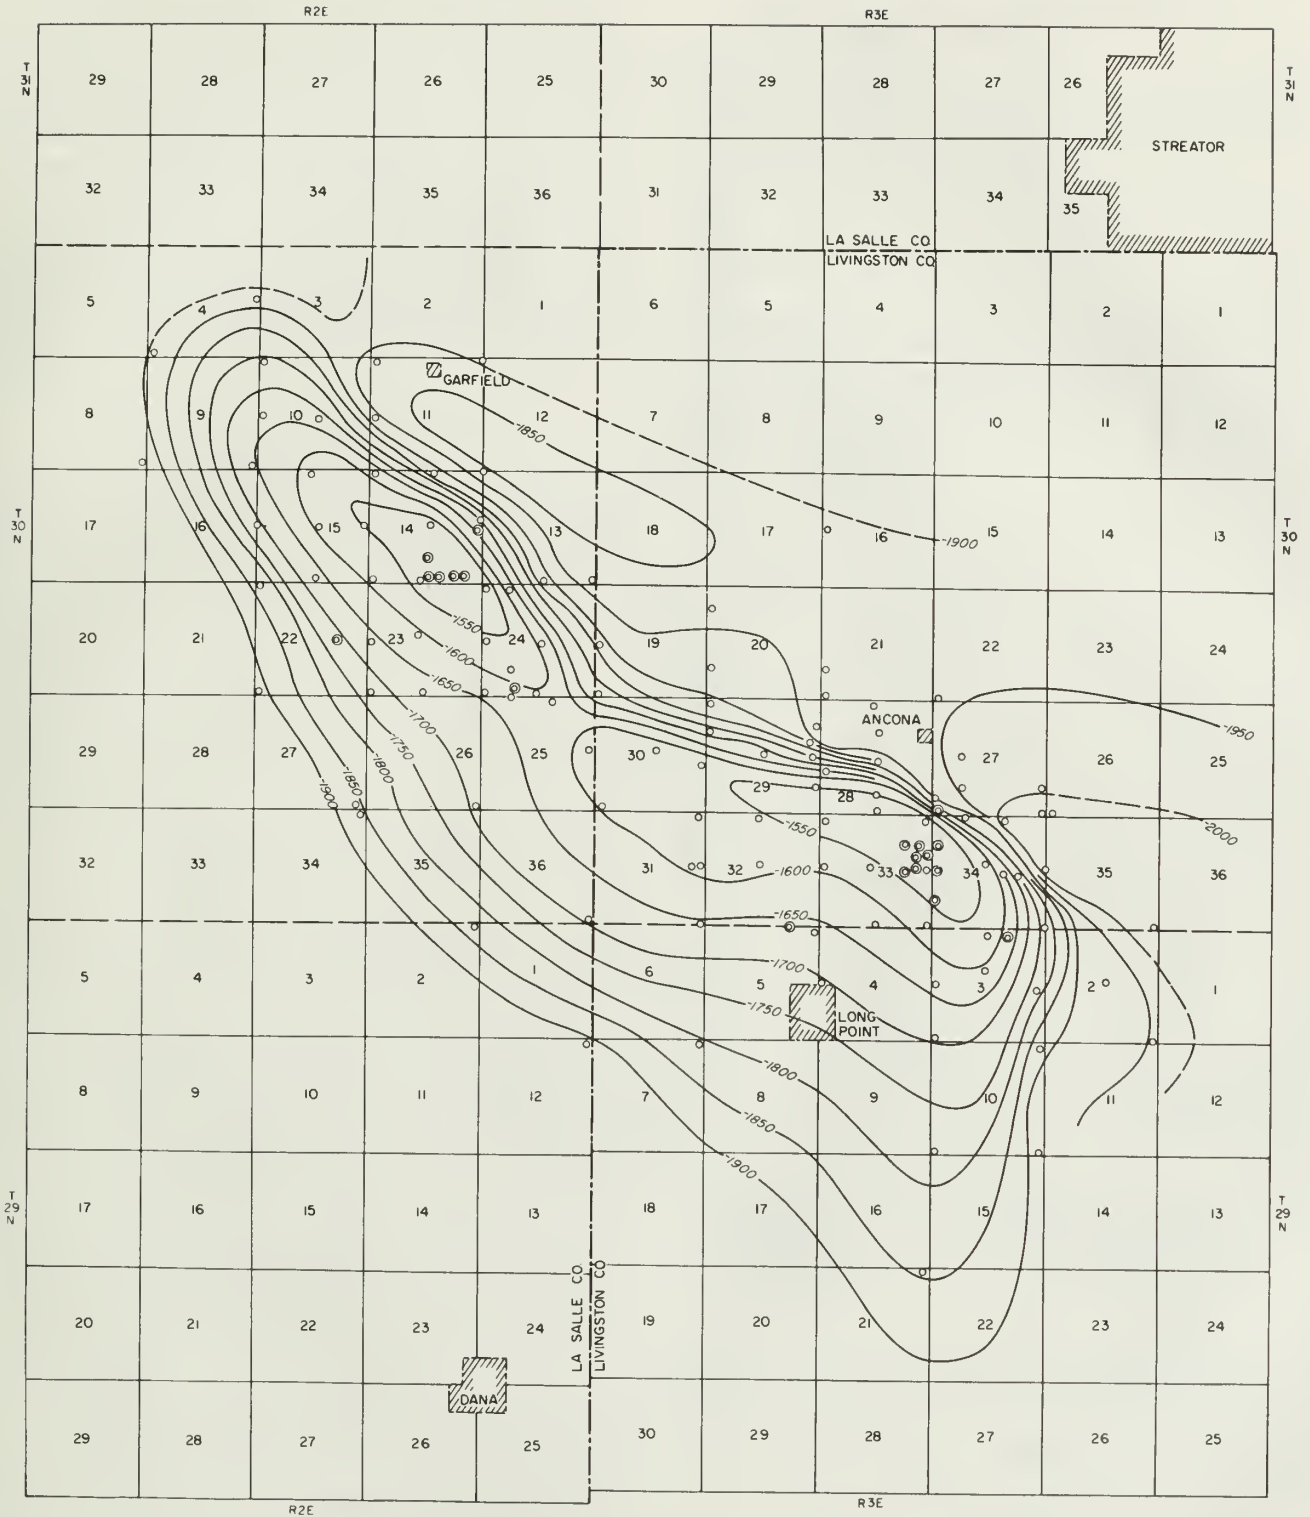 R2E R3E
T 31 N
29 28 27 26 25 30 29 28 27 26
T 31 N
STREATOR
32 33 34 35 36 31 32 33 34 35
LA SALLE CO
LIVINGSTON CO
5 4 3 2 1 6 5 4 3 2 1
GARFIELD
8 9 10 11 12 7 8 9 10 11 12
-1850
T 30 N
17 16 15 14 13 18 17 16 15 14 13
-1900
T 30 N
-1550
20 21 22 23 24 19 20 21 22 23 24
-1600
-1650
-1700
ANCONA
-1950
29 28 27 26 25 30 29 28 27 26 25
-1750
-1800
-1850
-1900
-1550
-2000
32 33 34 35 36 31 32 33 34 35 36
-1600
-1650
5 4 3 2 1 6 5 4 3 2 1
-1700
-1750
LONG
POINT
-1800
8 9 10 11 12 7 8 9 10 11 12
-1850
-1900
T 29 N
17 16 15 14 13 18 17 16 15 14 13
T 29 N
LA SALLE CO
LIVINGSTON CO
20 21 22 23 24 19 20 21 22 23 24
DANA
29 28 27 26 25 30 29 28 27 26 25
R2E R3E